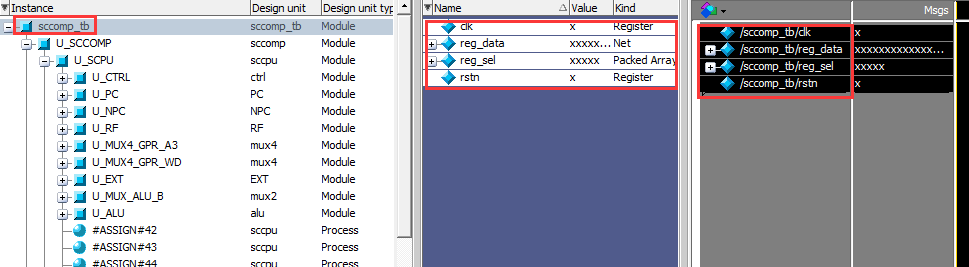 Instance Design unit Design unit typ
sccomp_tb sccomp_tb Module
U_SCCOMP sccomp Module
U_SCPU sccpu Module
U_CTRL ctrl Module
U_PC PC Module
U_NPC NPC Module
U_RF RF Module
U_MUX4_GPR_A3 mux4 Module
U_MUX4_GPR_WD mux4 Module
U_EXT EXT Module
U_MUX_ALU_B mux2 Module
U_ALU alu Module
#ASSIGN#42 sccpu Process
#ASSIGN#43 sccpu Process
#ASSIGN#44 sccpu Process
Name Value Kind
clk x Register
reg_data xxxxx... Net
reg_sel xxxxx Packed Array
rstn x Register
Msgs
/sccomp_tb/clk x
/sccomp_tb/reg_data xxxxxxxxxxxxx...
/sccomp_tb/reg_sel xxxxx
/sccomp_tb/rstn x